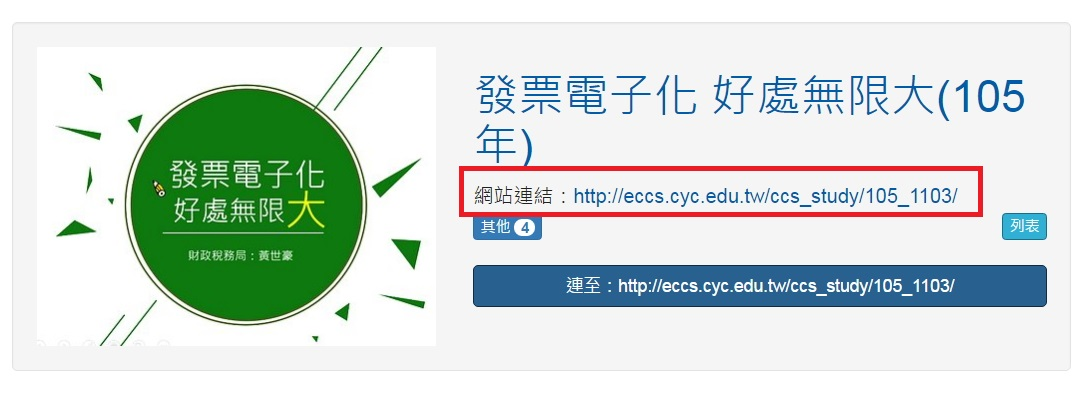 發票電子化
好處無限大
財政稅務局：黃世豪
發票電子化 好處無限大(105
年)
網站連結：http://eccs.cyc.edu.tw/ccs_study/105_1103/
其他 4
列表
連至：http://eccs.cyc.edu.tw/ccs_study/105_1103/